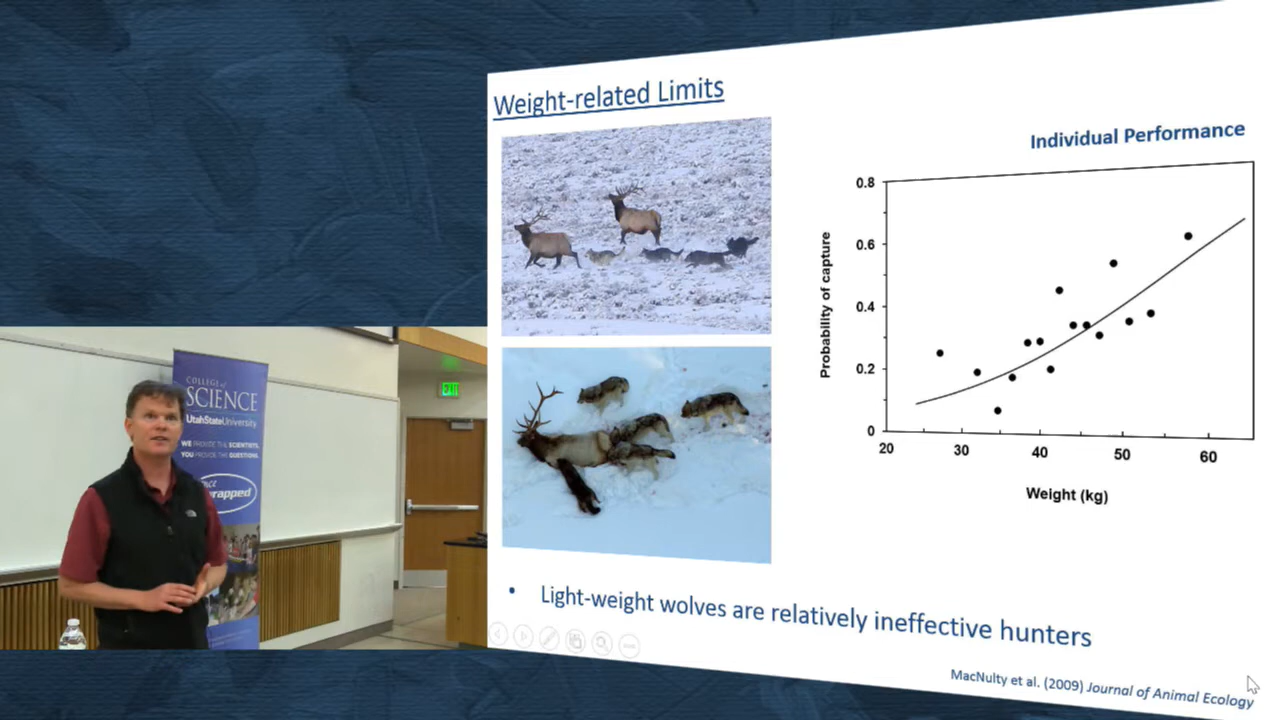 Weight-related Limits
Individual Performance
0.8
0.6
0.4
0.2
0
Probability of capture
20
30
40
50
60
Weight (kg)
• Light-weight wolves are relatively ineffective hunters
MacNulty et al. (2009) Journal of Animal Ecology
COLLEGE of
SCIENCE
UtahStateUniversity
WE PROVIDE THE SCIENTISTS.
YOU PROVIDE THE QUESTIONS.
EXIT